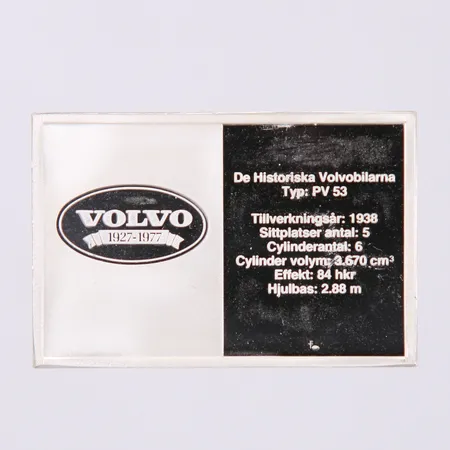 VOLVO
1927-1977
De Historiska Volvobilarna
Typ: PV 53
Tillverkningsår: 1938
Sittplatser antal: 5
Cylinderantal: 6
Cylinder volym: 3.670 cm³
Effekt: 84 hkr
Hjulbas: 2.88 m